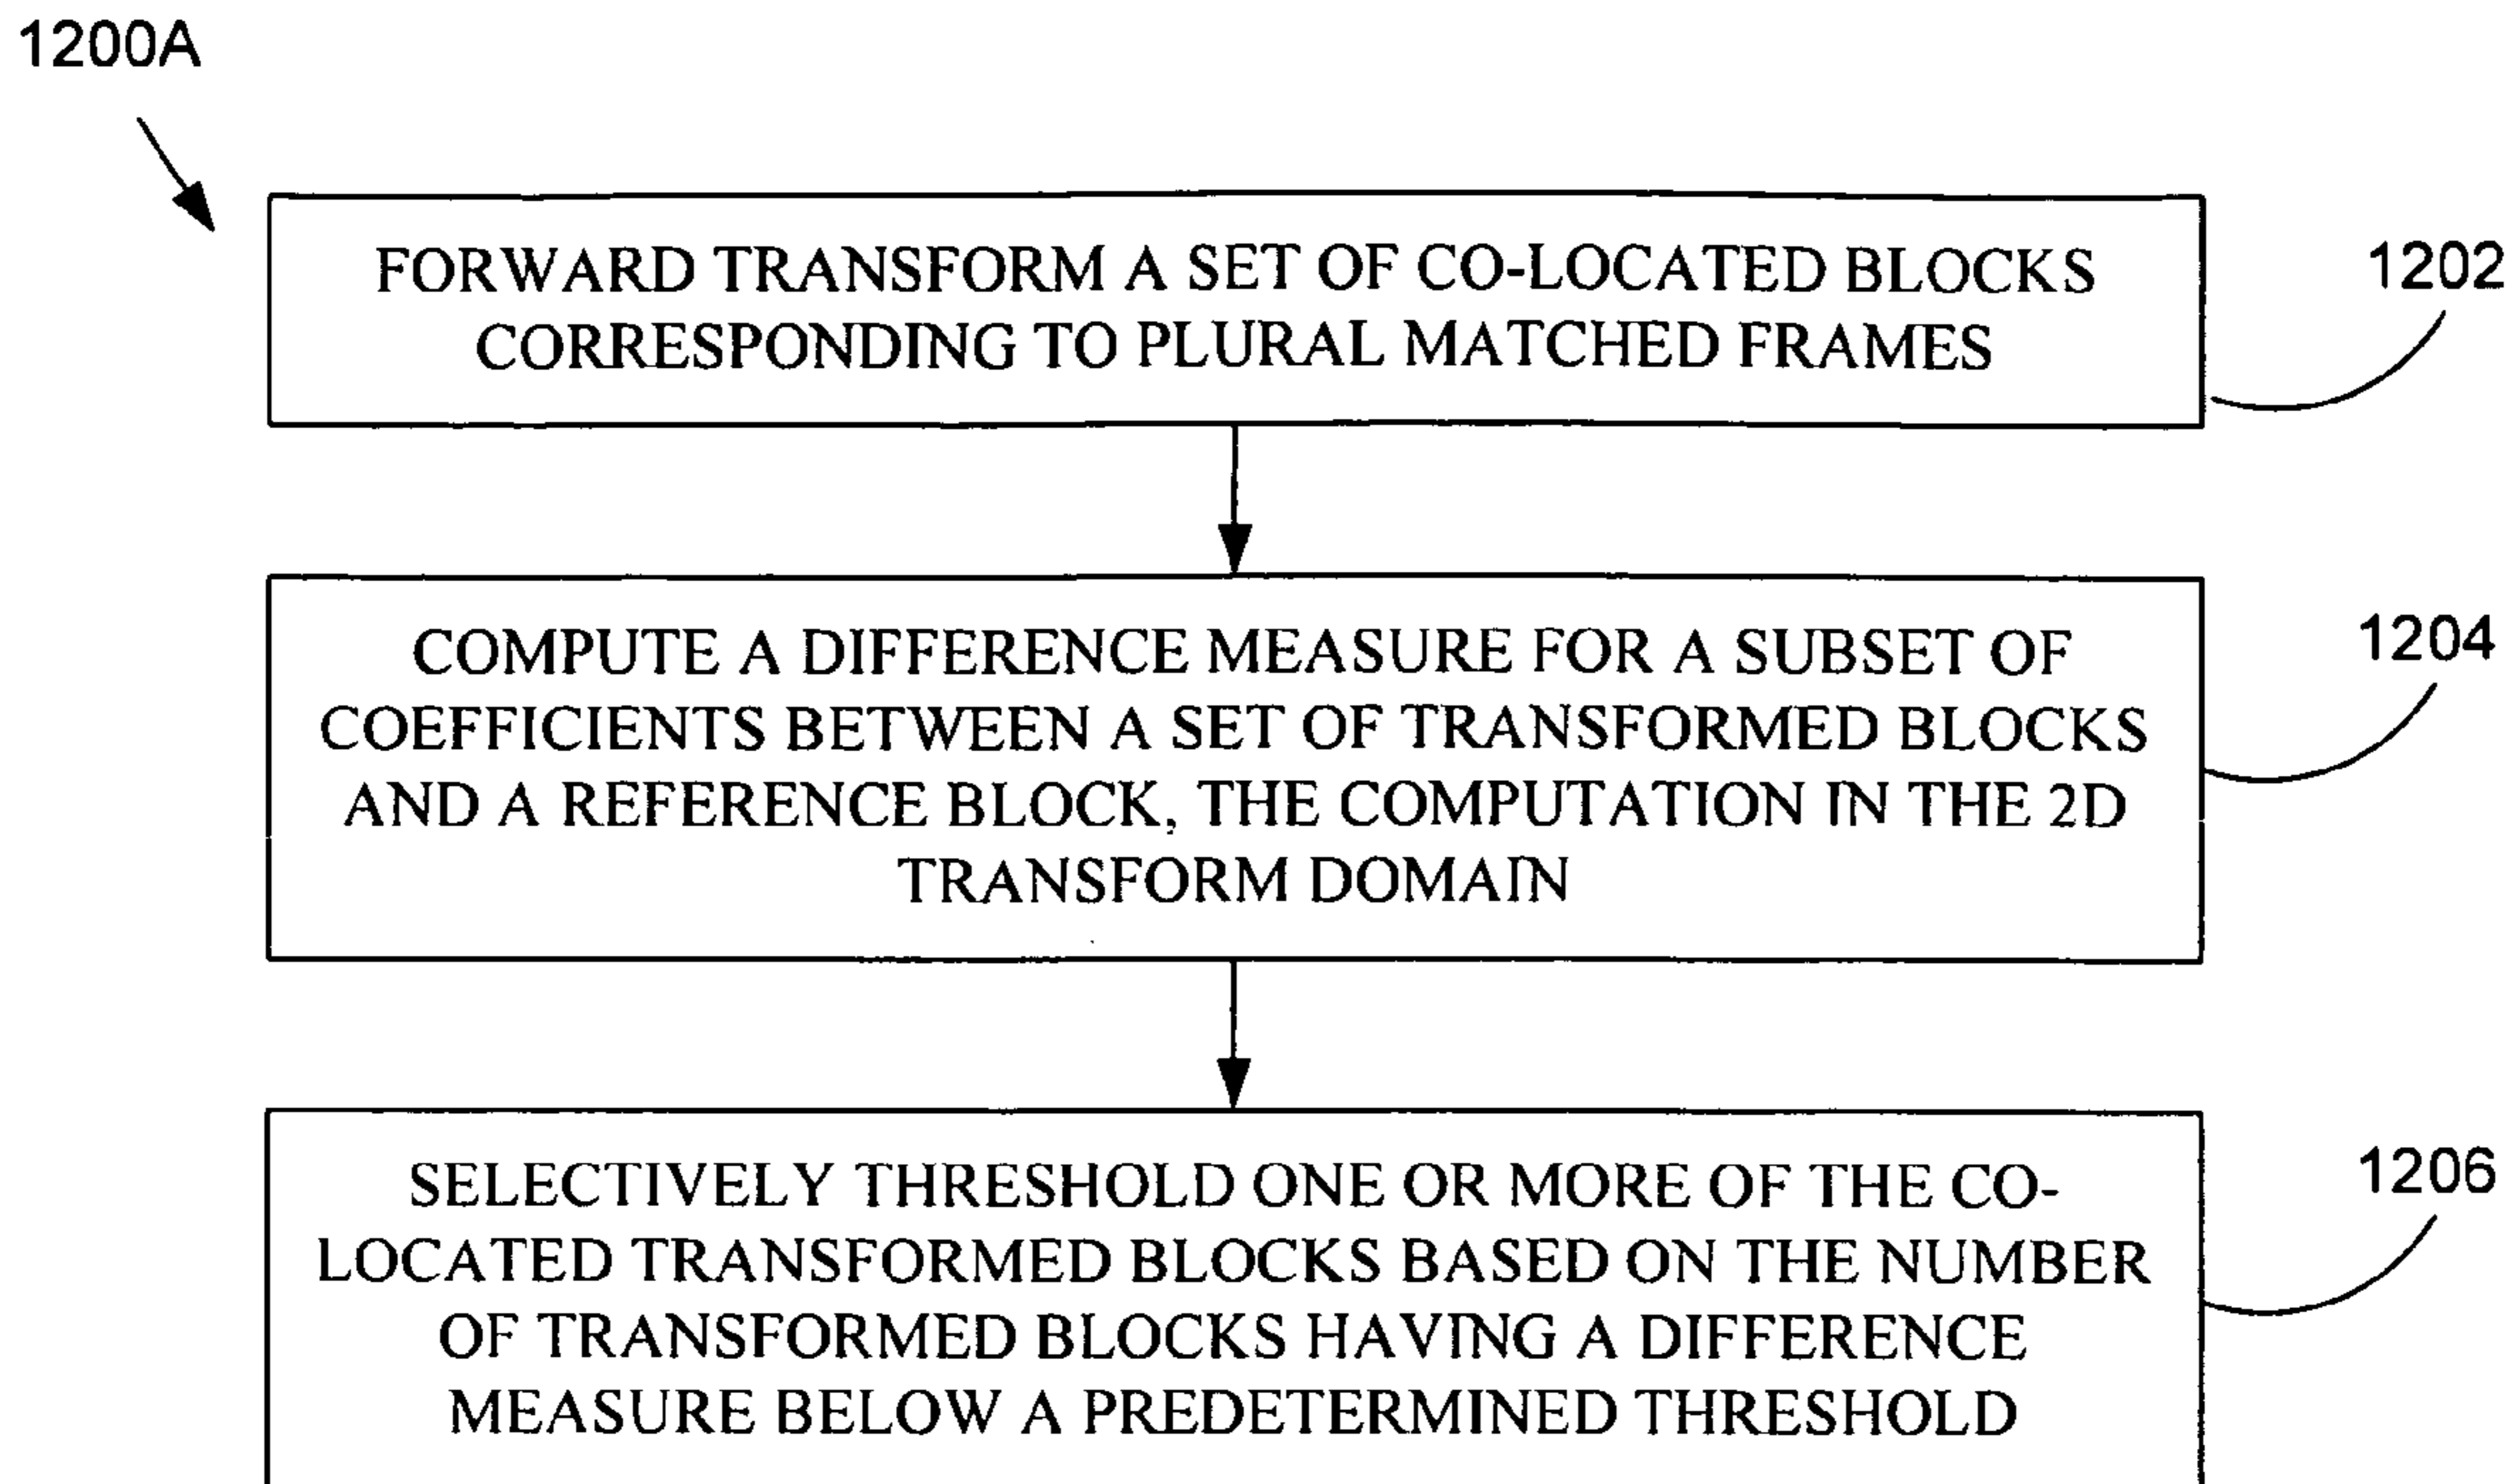 1200A
FORWARD TRANSFORM A SET OF CO-LOCATED BLOCKS
CORRESPONDING TO PLURAL MATCHED FRAMES
1202
COMPUTE A DIFFERENCE MEASURE FOR A SUBSET OF
COEFFICIENTS BETWEEN A SET OF TRANSFORMED BLOCKS
AND A REFERENCE BLOCK, THE COMPUTATION IN THE 2D
TRANSFORM DOMAIN
1204
SELECTIVELY THRESHOLD ONE OR MORE OF THE CO-
LOCATED TRANSFORMED BLOCKS BASED ON THE NUMBER
OF TRANSFORMED BLOCKS HAVING A DIFFERENCE
MEASURE BELOW A PREDETERMINED THRESHOLD
1206